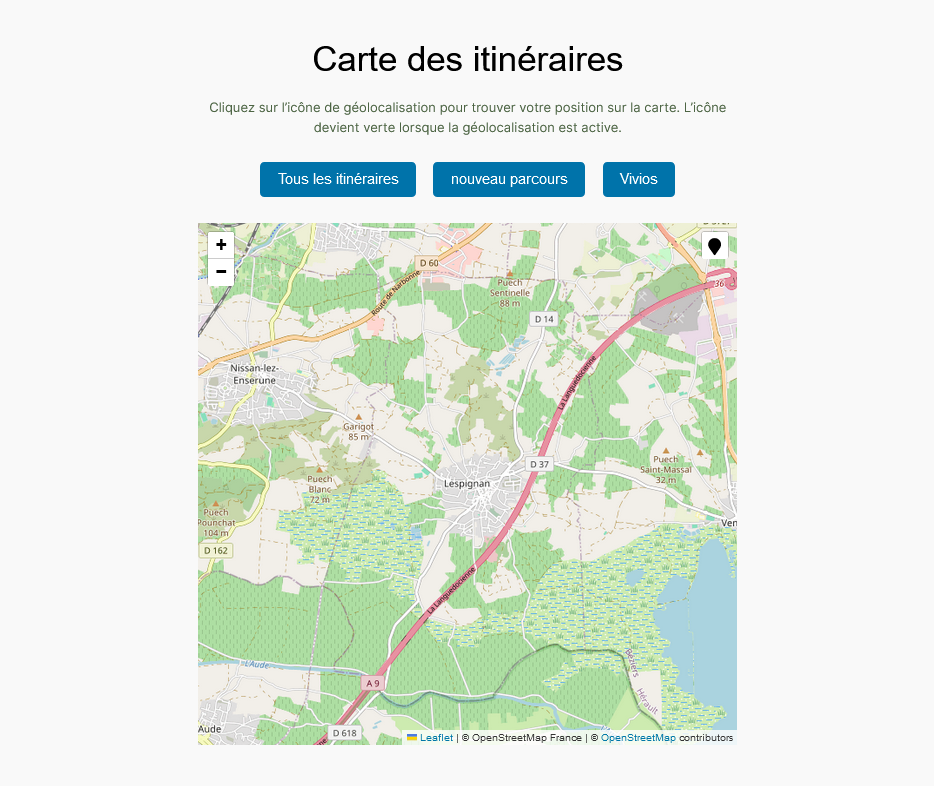 Carte des itinéraires
Cliquez sur l’icône de géolocalisation pour trouver votre position sur la carte. L’icône
devient verte lorsque la géolocalisation est active.
Tous les itinéraires
nouveau parcours
Vivios
+
−
D 60
Route de Narbonne
Puech
Sentinelle
88 m
36
D 14
La Languedocienne
Nissan-lez-
Enserune
Garigot
85 m
D 37
Puech
Saint-Massal
32 m
Lespignan
Puech
Blanc
72 m
Puech
Pounchat
104 m
Ven
D 162
La Languedocienne
L'Aude
Béziers
Hérault
A 9
Aude
D 618
enne
Leaflet | © OpenStreetMap France | © OpenStreetMap contributors